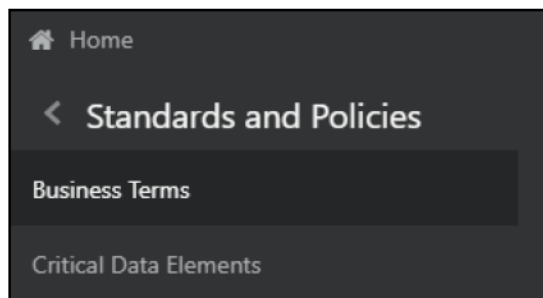 Home
Standards and Policies
Business Terms
Critical Data Elements